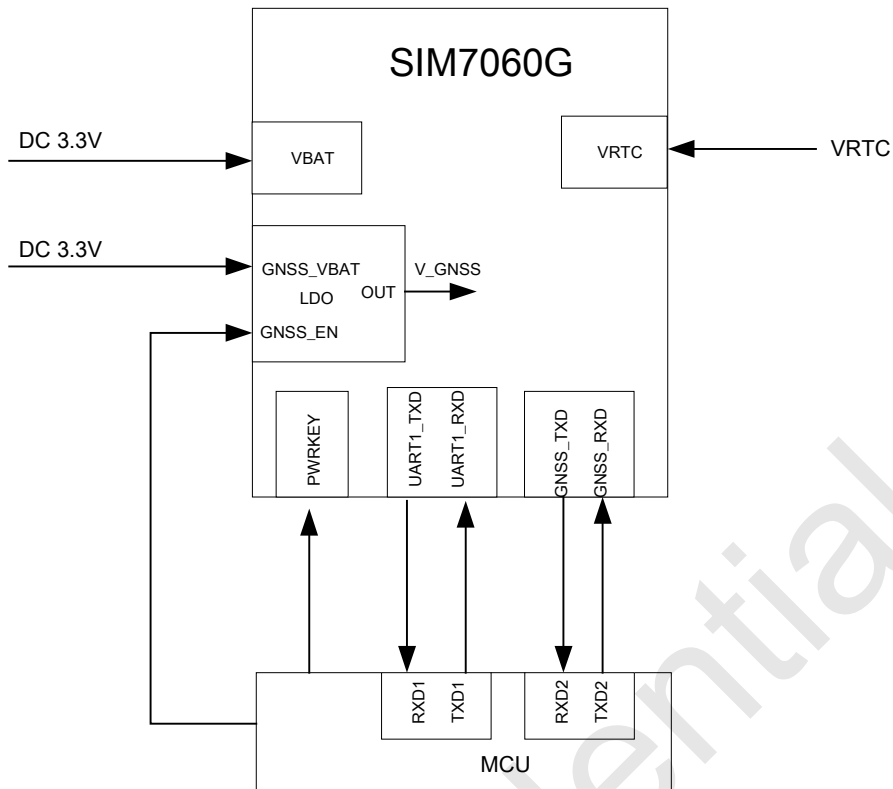 SIM7060G
DC 3.3V
VBAT
VRTC
VRTC
DC 3.3V
GNSS_VBAT
V_GNSS
OUT
LDO
GNSS_EN
PWRKEY
UART1_TXD
UART1_RXD
GNSS_TXD
GNSS_RXD
RXD1
TXD1
RXD2
TXD2
MCU